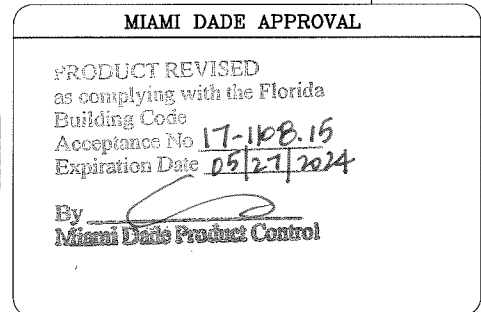 MIAMI DADE APPROVAL
PRODUCT REVISED
as complying with the Florida
Building Code
Acceptance No 17-1108.15
Expiration Date 05/27/2024
By
Miami Dade Product Control